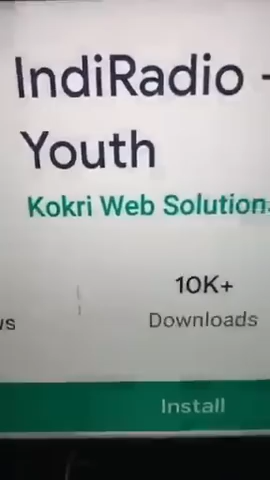 IndiRadio -
Youth
Kokri Web Solution
10K+
Downloads
Install